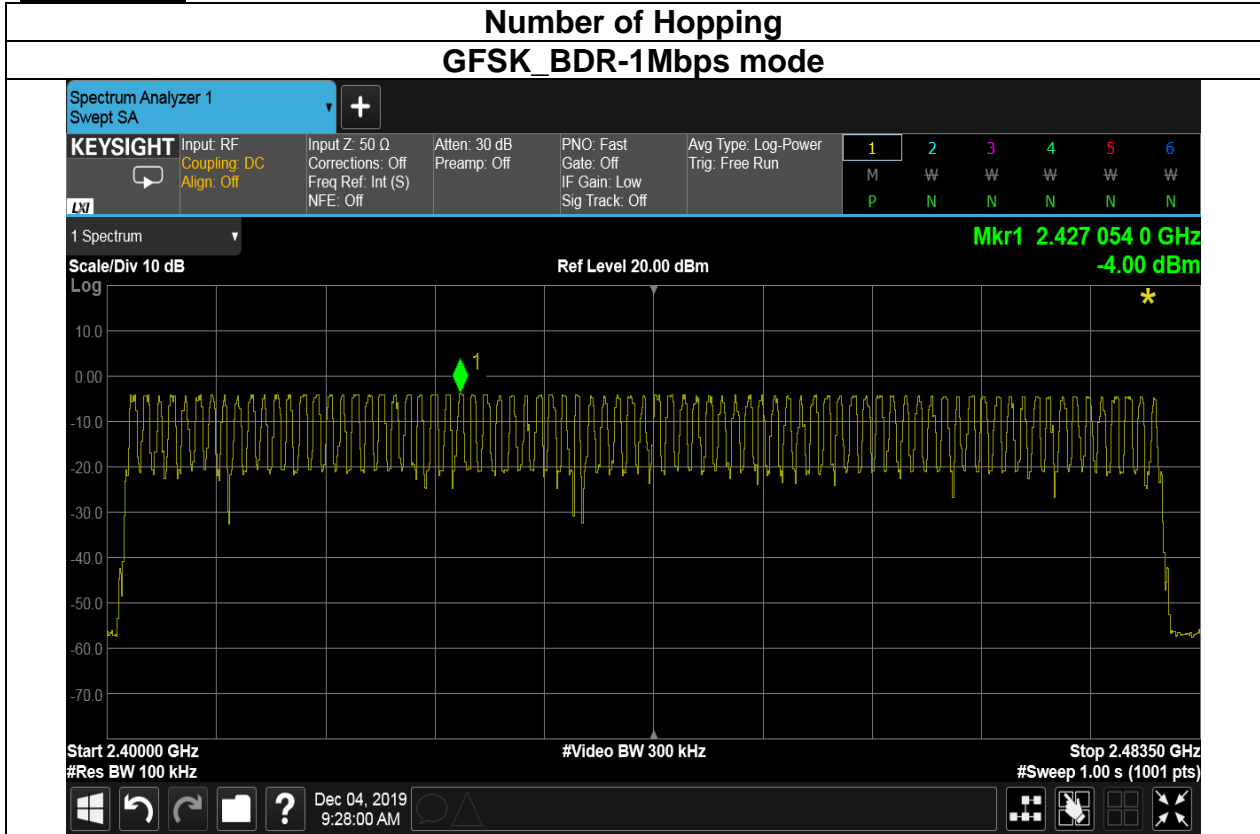 Number of Hopping
GFSK_BDR-1Mbps mode
Spectrum Analyzer 1
Swept SA
+
KEYSIGHT Input: RF Input Z: 50 Ω Atten: 30 dB PNO: Fast Avg Type: Log-Power 1 2 3 4 5 6
Coupling: DC Corrections: Off Preamp: Off Gate: Off Trig: Free Run M W W W W W
Align: Off Freq Ref: Int (S) IF Gain: Low
LXI NFE: Off Sig Track: Off P N N N N N
1 Spectrum Mkr1 2.427 054 0 GHz
Scale/Div 10 dB Ref Level 20.00 dBm -4.00 dBm
Log
*
10.0
1
0.00
-10.0
-20.0
-30.0
-40.0
-50.0
-60.0
-70.0
Start 2.40000 GHz #Video BW 300 kHz Stop 2.48350 GHz
#Res BW 100 kHz #Sweep 1.00 s (1001 pts)
? Dec 04, 2019
9:28:00 AM